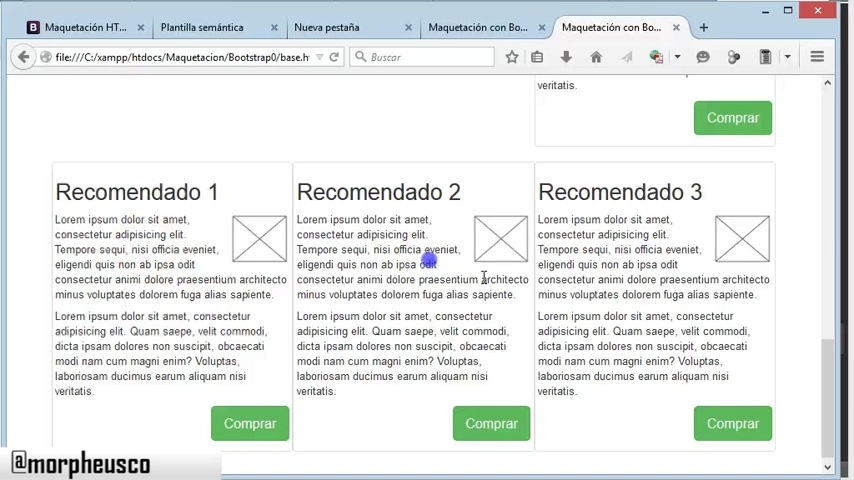 Maquetación HT...
Plantilla semántica
Nueva pestaña
Maquetación con Bo...
Maquetación con Bo...
file:///C:/xampp/htdocs/Maquetacion/Bootstrap0/base.h
Buscar
veritatis.
Comprar
Recomendado 1
Lorem ipsum dolor sit amet,
consectetur adipisicing elit.
Tempore sequi, nisi officia eveniet,
eligendi quis non ab ipsa odit
consectetur animi dolore praesentium architecto
minus voluptates dolorem fuga alias sapiente.
Lorem ipsum dolor sit amet, consectetur
adipisicing elit. Quam saepe, velit commodi,
dicta ipsam dolores non suscipit, obcaecati
modi nam cum magni enim? Voluptas,
laboriosam ducimus earum aliquam nisi
veritatis.
Comprar
Recomendado 2
Lorem ipsum dolor sit amet,
consectetur adipisicing elit.
Tempore sequi, nisi officia eveniet,
eligendi quis non ab ipsa odit
consectetur animi dolore praesentium architecto
minus voluptates dolorem fuga alias sapiente.
Lorem ipsum dolor sit amet, consectetur
adipisicing elit. Quam saepe, velit commodi,
dicta ipsam dolores non suscipit, obcaecati
modi nam cum magni enim? Voluptas,
laboriosam ducimus earum aliquam nisi
veritatis.
Comprar
Recomendado 3
Lorem ipsum dolor sit amet,
consectetur adipisicing elit.
Tempore sequi, nisi officia eveniet,
eligendi quis non ab ipsa odit
consectetur animi dolore praesentium architecto
minus voluptates dolorem fuga alias sapiente.
Lorem ipsum dolor sit amet, consectetur
adipisicing elit. Quam saepe, velit commodi,
dicta ipsam dolores non suscipit, obcaecati
modi nam cum magni enim? Voluptas,
laboriosam ducimus earum aliquam nisi
veritatis.
Comprar
@morpheusco